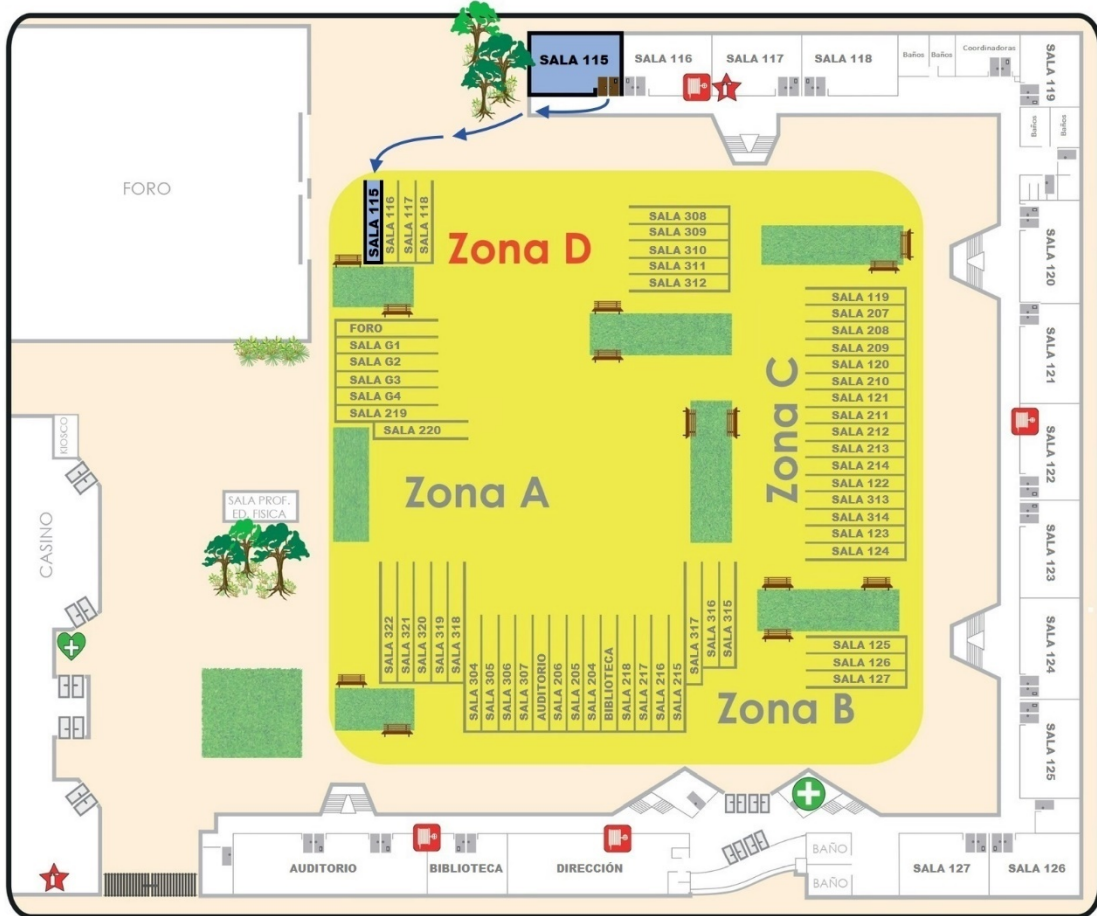 SALA 115
SALA 116
SALA 117
SALA 118
Baños
Baños
Coordinadoras
SALA 119
Baños
Baños
FORO
SALA 115
SALA 116
SALA 117
SALA 118
Zona D
SALA 308
SALA 309
SALA 310
SALA 311
SALA 312
SALA 120
FORO
SALA G1
SALA G2
SALA G3
SALA G4
SALA 219
SALA 220
Zona C
SALA 119
SALA 207
SALA 208
SALA 209
SALA 120
SALA 210
SALA 121
SALA 211
SALA 212
SALA 213
SALA 214
SALA 122
SALA 313
SALA 314
SALA 123
SALA 124
SALA 121
SALA 122
KIOSCO
Zona A
SALA PROF.
ED. FISICA
CASINO
SALA 123
SALA 322
SALA 321
SALA 320
SALA 319
SALA 318
SALA 304
SALA 305
SALA 306
SALA 307
AUDITORIO
SALA 206
SALA 205
SALA 204
BIBLIOTECA
SALA 218
SALA 217
SALA 216
SALA 215
SALA 317
SALA 316
SALA 315
SALA 125
SALA 126
SALA 127
Zona B
SALA 124
SALA 125
AUDITORIO
BIBLIOTECA
DIRECCIÓN
BAÑO
BAÑO
SALA 127
SALA 126